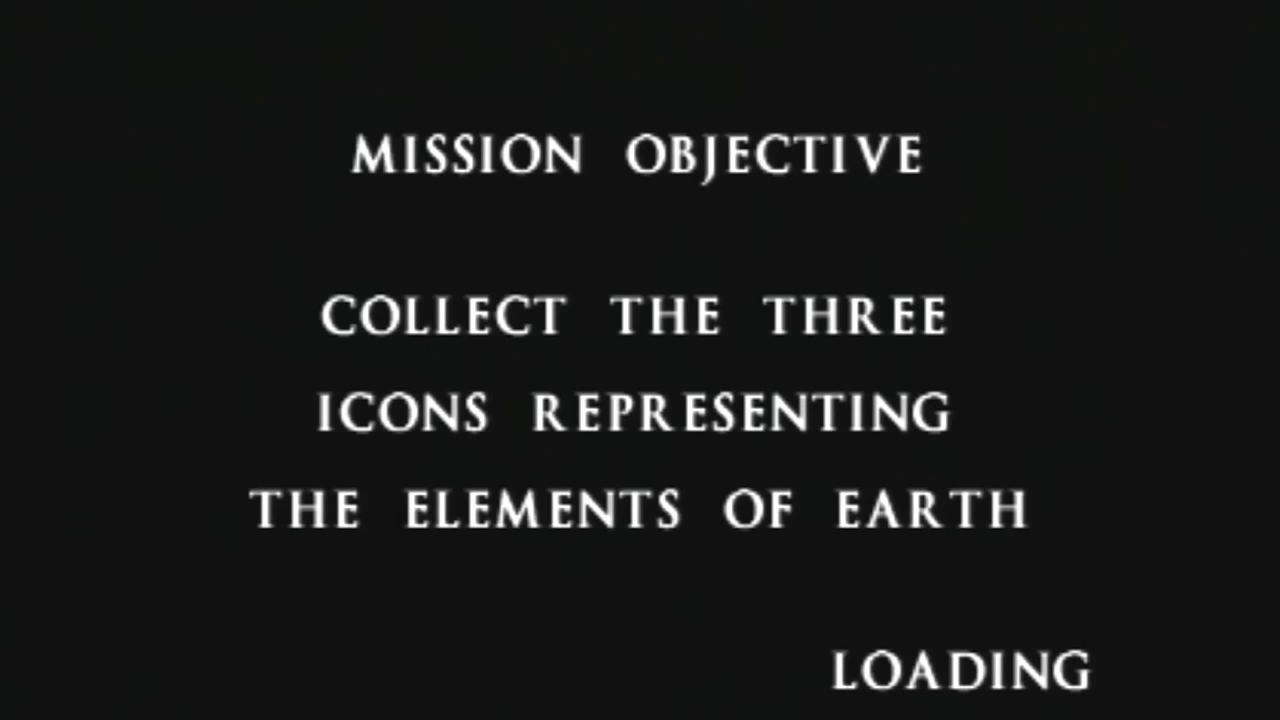 MISSION OBJECTIVE
COLLECT THE THREE
ICONS REPRESENTING
THE ELEMENTS OF EARTH
LOADING